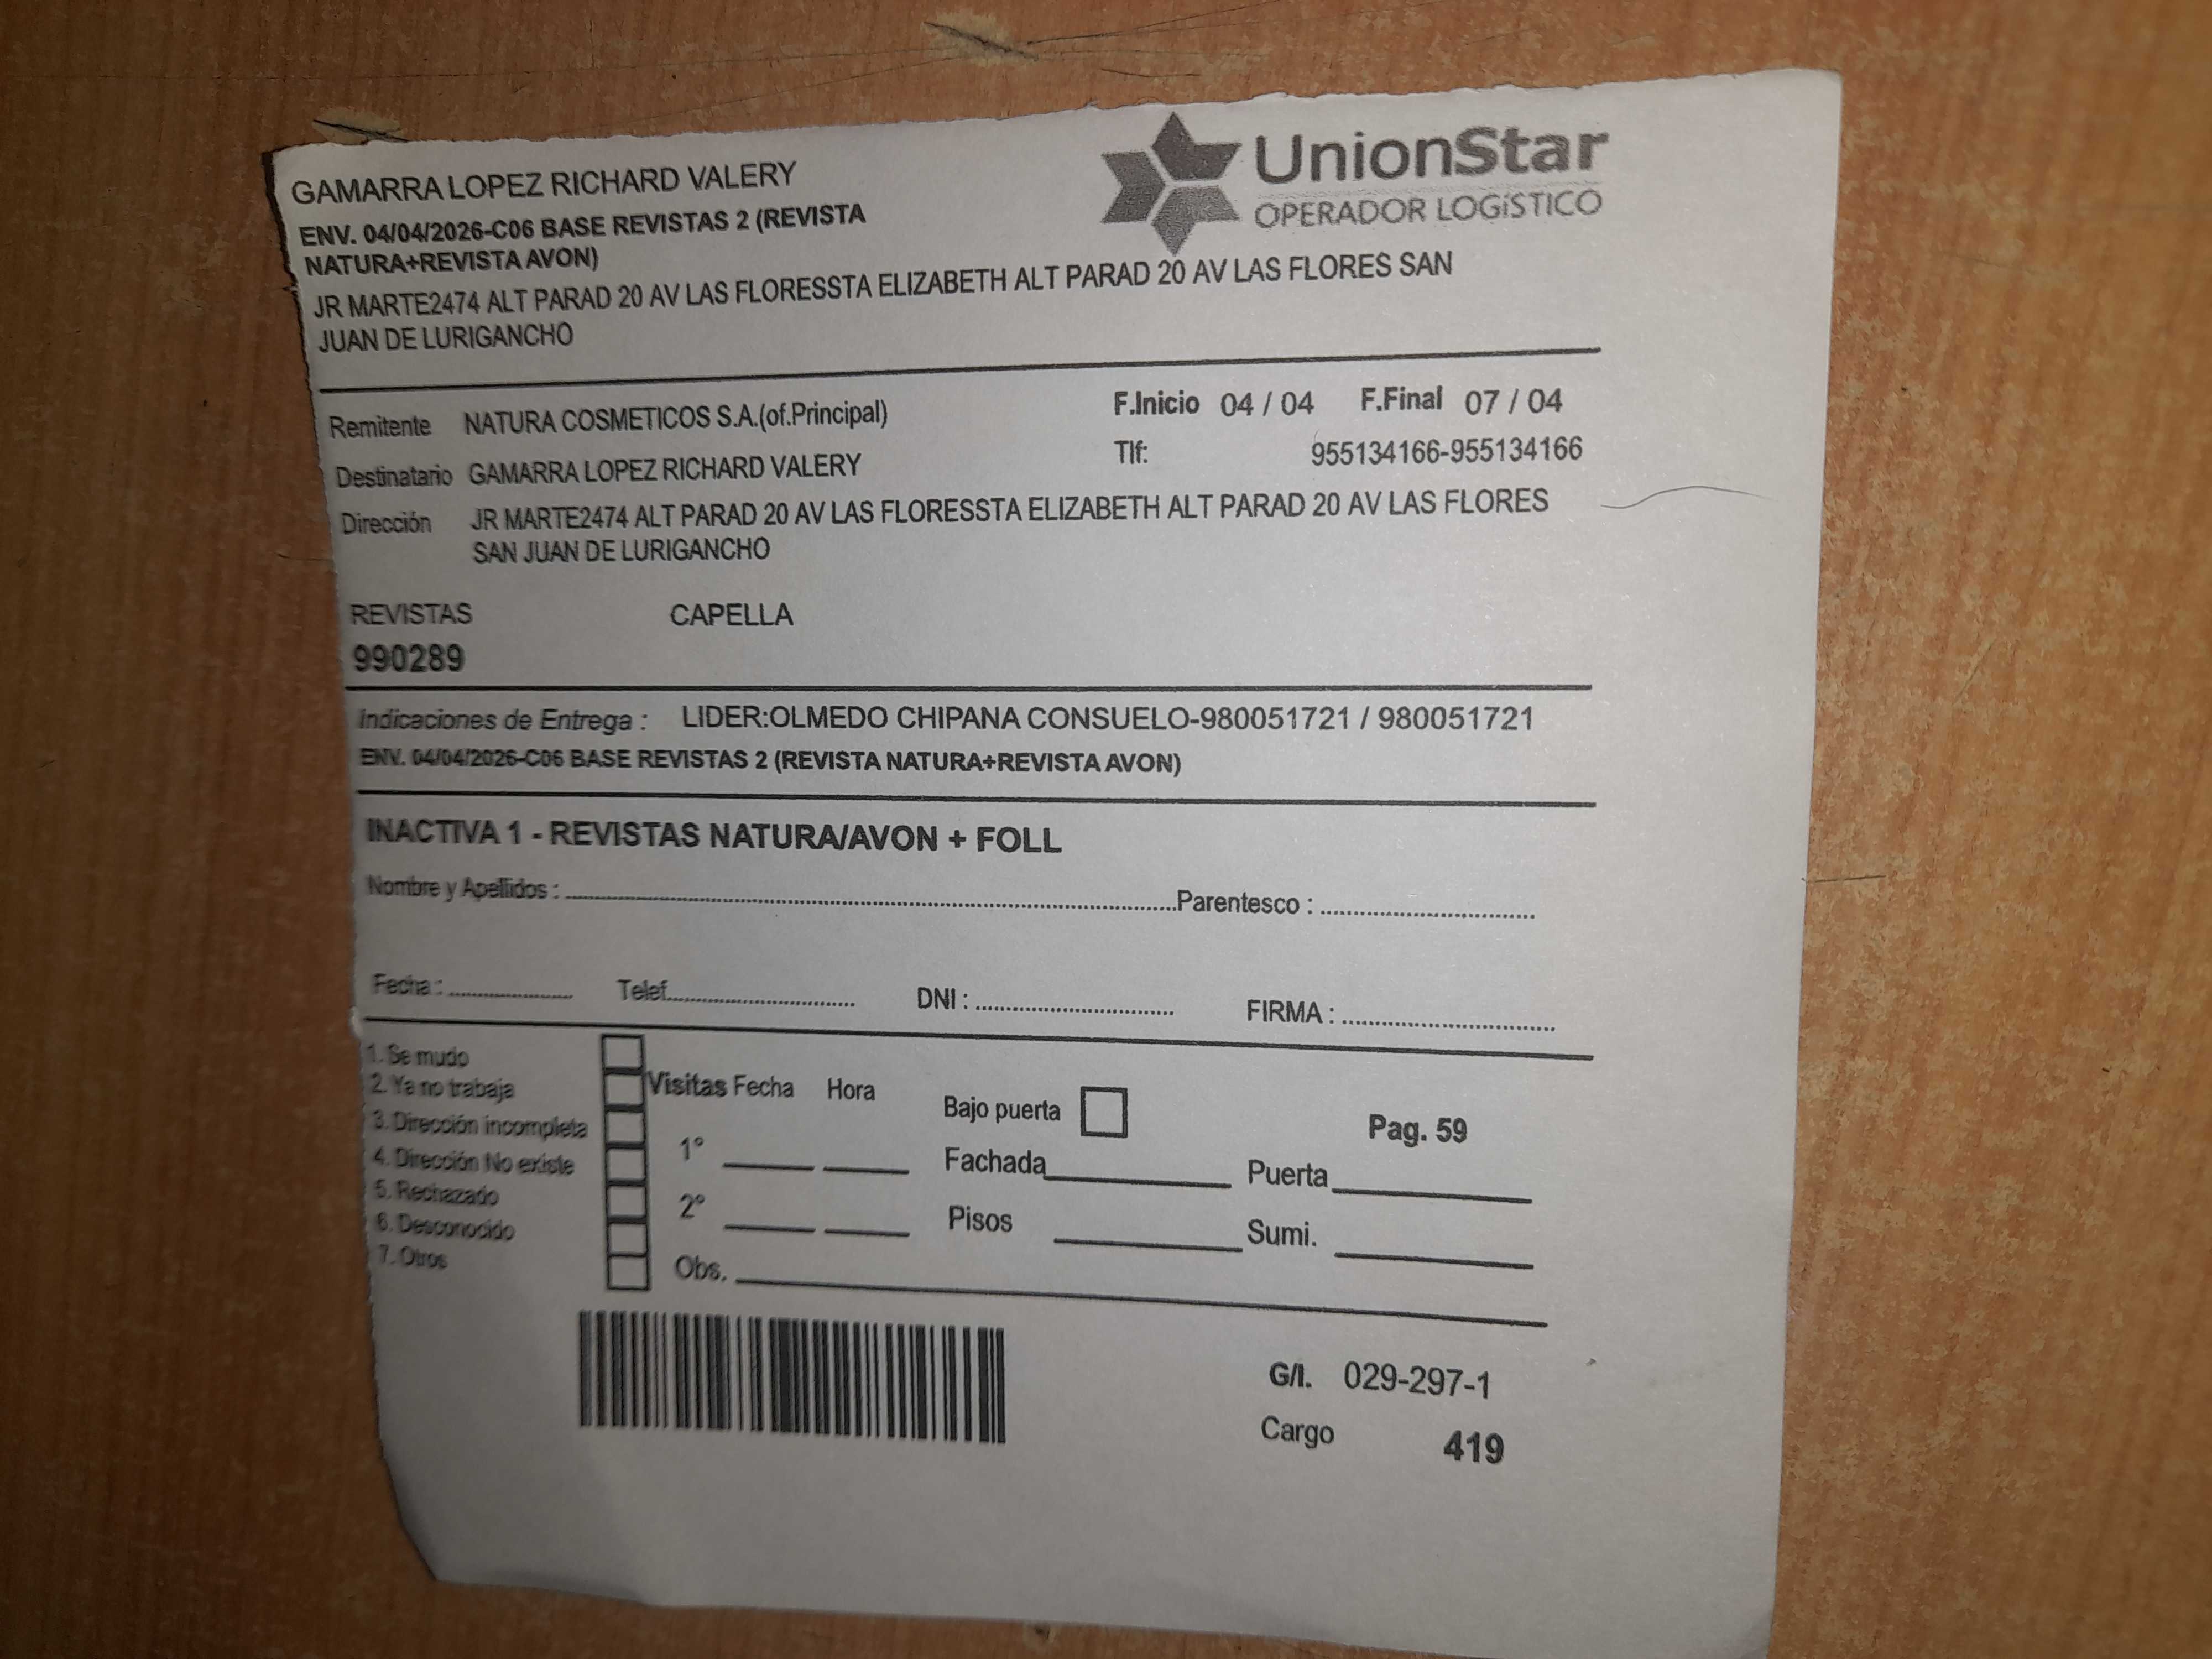 GAMARRA LOPEZ RICHARD VALERY
UnionStar
OPERADOR LOGíSTICO
ENV. 04/04/2026-C06 BASE REVISTAS 2 (REVISTA
NATURA+REVISTA AVON)
JR MARTE2474 ALT PARAD 20 AV LAS FLORESSTA ELIZABETH ALT PARAD 20 AV LAS FLORES SAN
JUAN DE LURIGANCHO
Remitente NATURA COSMETICOS S.A.(of.Principal) F.Inicio 04 / 04 F.Final 07 / 04
Destinatario GAMARRA LOPEZ RICHARD VALERY Tlf: 955134166-955134166
Dirección JR MARTE2474 ALT PARAD 20 AV LAS FLORESSTA ELIZABETH ALT PARAD 20 AV LAS FLORES
SAN JUAN DE LURIGANCHO
REVISTAS CAPELLA
990289
Indicaciones de Entrega : LIDER:OLMEDO CHIPANA CONSUELO-980051721 / 980051721
ENV. 04/04/2026-C06 BASE REVISTAS 2 (REVISTA NATURA+REVISTA AVON)
INACTIVA 1 - REVISTAS NATURA/AVON + FOLL
Nombre y Apellidos : Parentesco :
Fecha : Telef. DNI : FIRMA :
1. Se mudo
2. Ya no trabaja
3. Dirección incompleta
4. Dirección No existe
5. Rechazado
6. Desconocido
7. Otros
Visitas Fecha Hora
1°
2°
Obs.
Bajo puerta
Pag. 59
Fachada Puerta
Pisos Sumi.
G/I. 029-297-1
Cargo 419